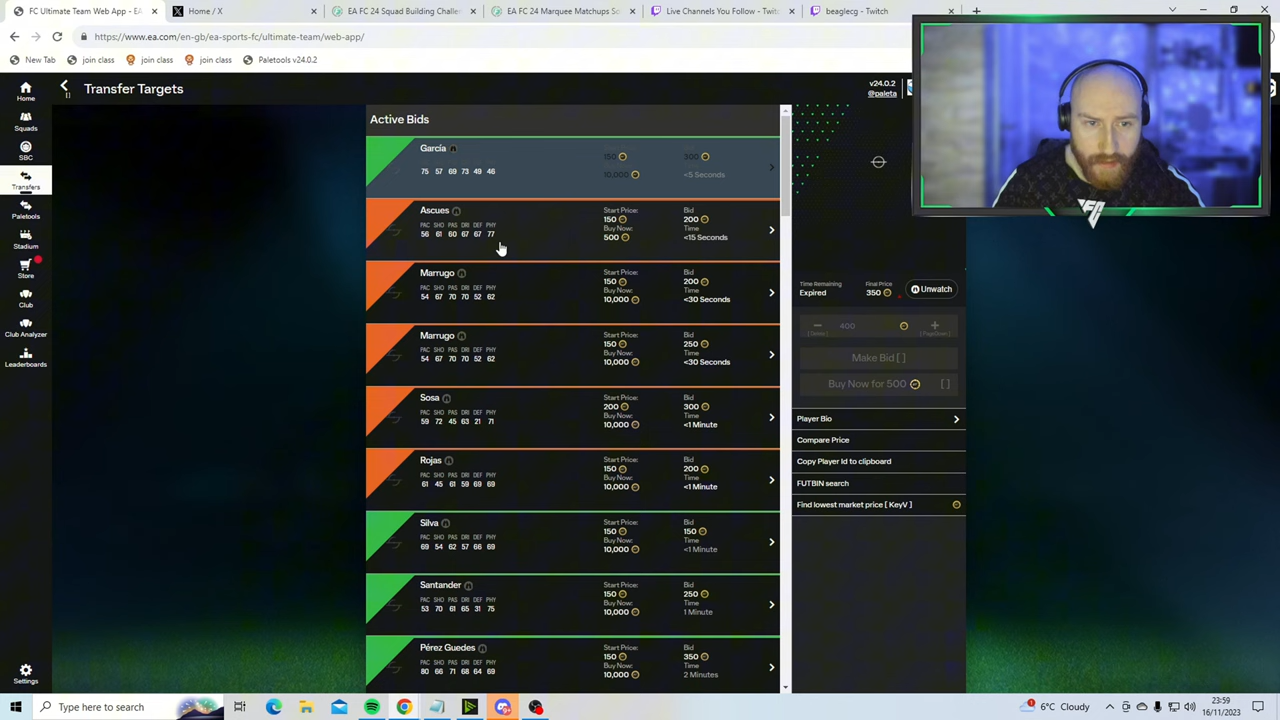 FC Ultimate Team Web App - EA
Home / X
EA FC 24 Squad Building Challen
EA FC 24 Marquee Matchups So
Live Channels You Follow - Twitc
beaglecg - Twitch
https://www.ea.com/en-gb/ea-sports-fc/ultimate-team/web-app/
New Tab
join class
join class
join class
Paletools v24.0.2
Home
Squads
SBC
Transfers
Paletools
Stadium
Store
Club
Club Analyzer
Leaderboards
Settings
Transfer Targets
v24.0.2
@paleta
Active Bids
García
150
300
75 57 69 73 49 46
10,000
<5 Seconds
Ascues
Start Price: Bid
150 200
PAC SHO PAS DRI DEF PHY
Buy Now: Time
56 61 60 67 67 77
500 <15 Seconds
Marrugo
Start Price: Bid
150 200
PAC SHO PAS DRI DEF PHY
Buy Now: Time
54 67 70 70 52 62
10,000 <30 Seconds
Marrugo
Start Price: Bid
150 250
PAC SHO PAS DRI DEF PHY
Buy Now: Time
54 67 70 70 52 62
10,000 <30 Seconds
Sosa
Start Price: Bid
200 300
PAC SHO PAS DRI DEF PHY
Buy Now: Time
59 72 45 63 21 71
10,000 <1 Minute
Rojas
Start Price: Bid
150 200
PAC SHO PAS DRI DEF PHY
Buy Now: Time
61 45 61 59 69 69
10,000 <1 Minute
Silva
Start Price: Bid
150 150
PAC SHO PAS DRI DEF PHY
Buy Now: Time
69 54 62 57 66 69
10,000 <1 Minute
Santander
Start Price: Bid
150 250
PAC SHO PAS DRI DEF PHY
Buy Now: Time
53 70 61 65 31 75
10,000 1 Minute
Pérez Guedes
Start Price: Bid
150 350
PAC SHO PAS DRI DEF PHY
Buy Now: Time
80 66 71 68 64 69
10,000 2 Minutes
Time Remaining
Expired
Final Price
350
Unwatch
400
Make Bid [ ]
Buy Now for 500 [ ]
Player Bio
Compare Price
Copy Player Id to clipboard
FUTBIN search
Find lowest market price [ KeyV ]
Type here to search
6°C Cloudy
23:59
16/11/2023